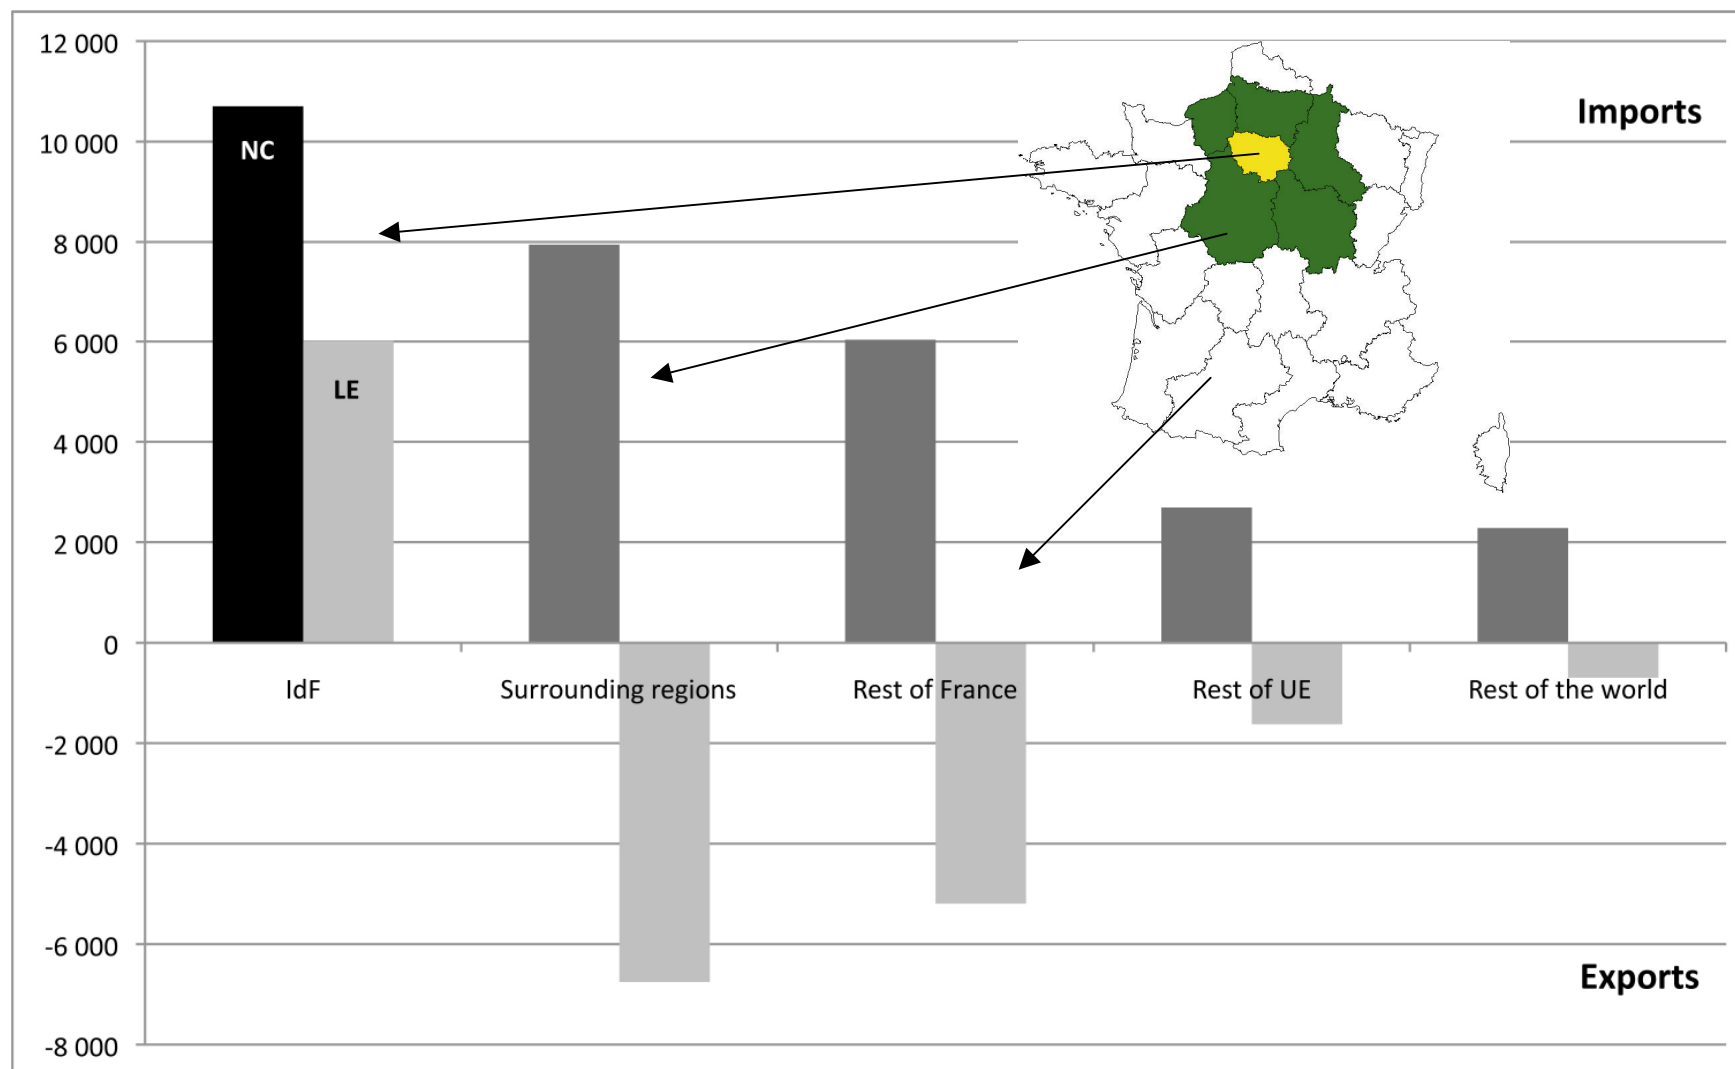 12 000
Imports
10 000
NC
8 000
6 000
LE
4 000
2 000
0
IdF
Surrounding regions
Rest of France
Rest of UE
Rest of the world
-2 000
-4 000
-6 000
Exports
-8 000